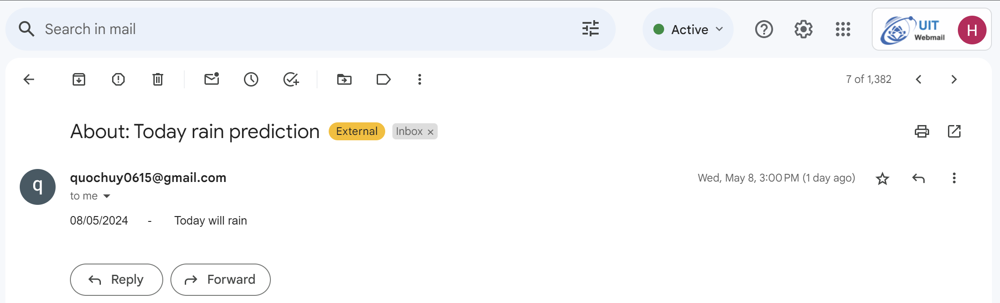 Search in mail
Active
UIT
Webmail
H
7 of 1,382
About: Today rain prediction External Inbox ×
q
quochuy0615@gmail.com
Wed, May 8, 3:00 PM (1 day ago)
to me
08/05/2024 - Today will rain
Reply
Forward